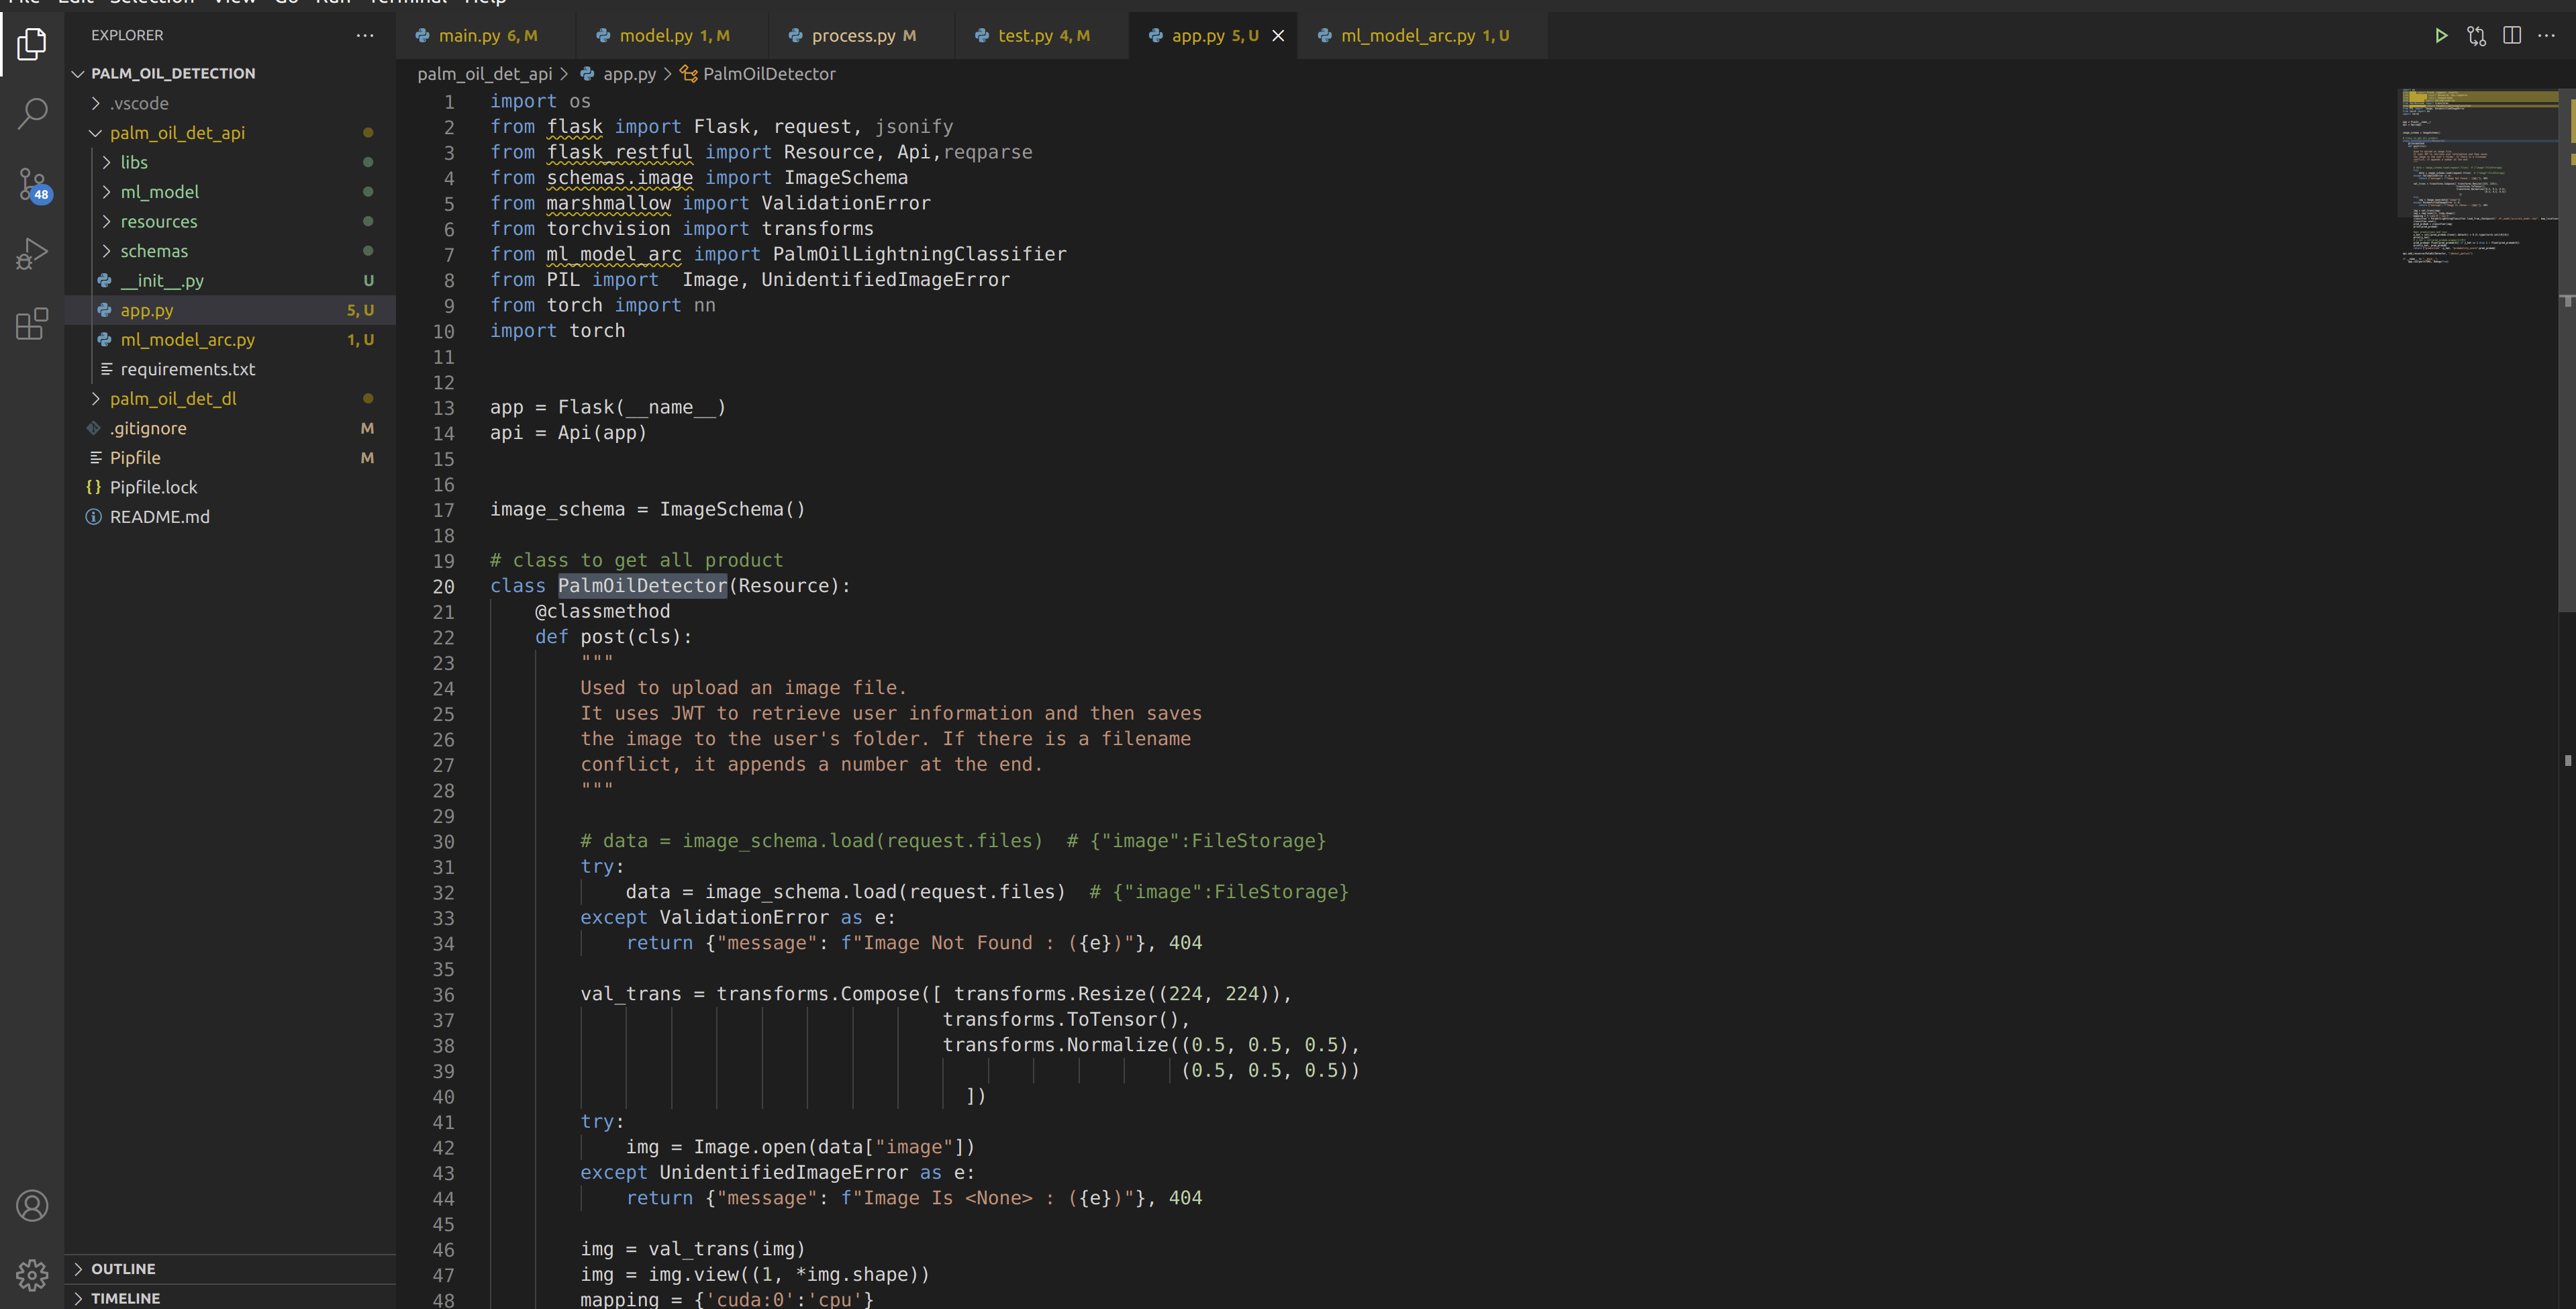 File Edit Selection View Go Run Terminal Help
EXPLORER
main.py 6, M
model.py 1, M
process.py M
test.py 4, M
app.py 5, U
ml_model_arc.py 1, U
PALM_OIL_DETECTION
.vscode
palm_oil_det_api
libs
ml_model
resources
schemas
__init__.py U
app.py 5, U
ml_model_arc.py 1, U
requirements.txt
palm_oil_det_dl
.gitignore M
Pipfile M
Pipfile.lock
README.md
48
OUTLINE
TIMELINE
palm_oil_det_api > app.py > PalmOilDetector
1 import os
2 from flask import Flask, request, jsonify
3 from flask_restful import Resource, Api,reqparse
4 from schemas.image import ImageSchema
5 from marshmallow import ValidationError
6 from torchvision import transforms
7 from ml_model_arc import PalmOilLightningClassifier
8 from PIL import  Image, UnidentifiedImageError
9 from torch import nn
10 import torch
11
12
13 app = Flask(__name__)
14 api = Api(app)
15
16
17 image_schema = ImageSchema()
18
19 # class to get all product
20 class PalmOilDetector(Resource):
21     @classmethod
22     def post(cls):
23         """
24         Used to upload an image file.
25         It uses JWT to retrieve user information and then saves
26         the image to the user's folder. If there is a filename
27         conflict, it appends a number at the end.
28         """
29
30         # data = image_schema.load(request.files)  # {"image":FileStorage}
31         try:
32             data = image_schema.load(request.files)  # {"image":FileStorage}
33         except ValidationError as e:
34             return {"message": f"Image Not Found : ({e})"}, 404
35
36         val_trans = transforms.Compose([ transforms.Resize((224, 224)),
37                                         transforms.ToTensor(),
38                                         transforms.Normalize((0.5, 0.5, 0.5),
39                                                              (0.5, 0.5, 0.5))
40                                           ])
41         try:
42             img = Image.open(data["image"])
43         except UnidentifiedImageError as e:
44             return {"message": f"Image Is <None> : ({e})"}, 404
45
46         img = val_trans(img)
47         img = img.view((1, *img.shape))
48         mapping = {'cuda:0':'cpu'}